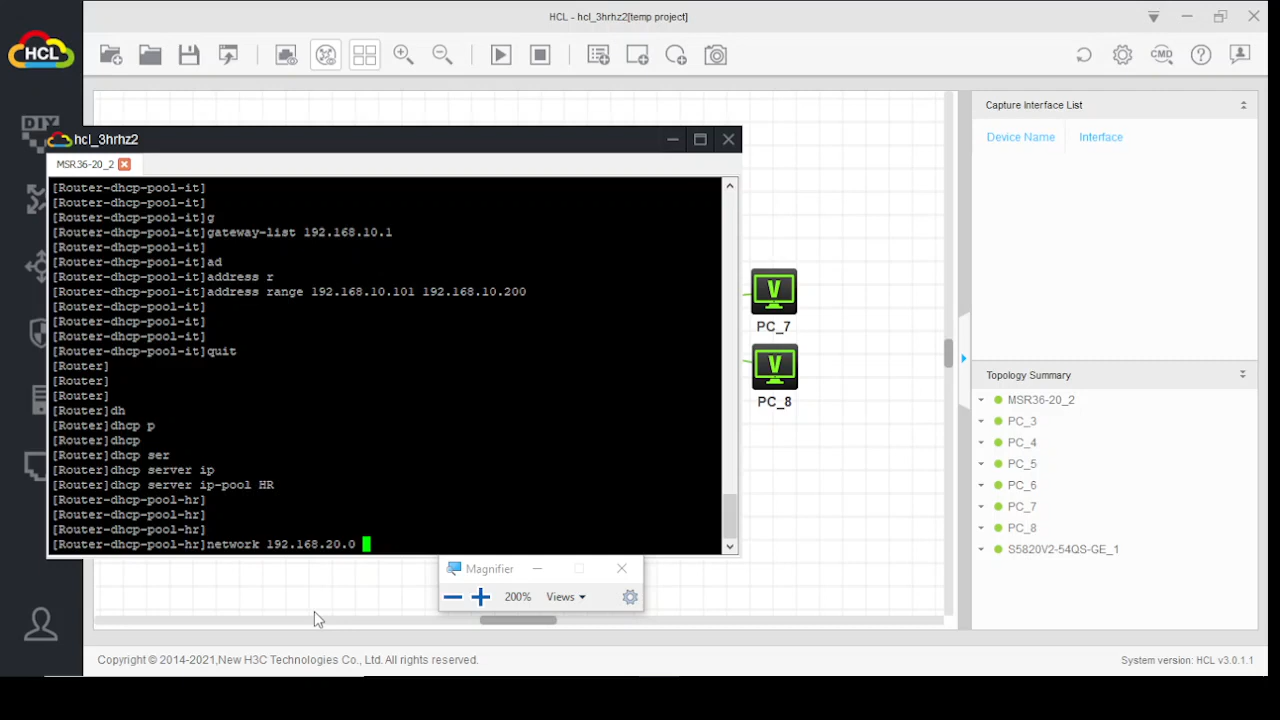 HCL - hcl_3hrhz2[temp project]
HCL
DIY
CMD
hcl_3hrhz2
MSR36-20_2
[Router-dhcp-pool-it]
[Router-dhcp-pool-it]
[Router-dhcp-pool-it]g
[Router-dhcp-pool-it]gateway-list 192.168.10.1
[Router-dhcp-pool-it]
[Router-dhcp-pool-it]ad
[Router-dhcp-pool-it]address r
[Router-dhcp-pool-it]address range 192.168.10.101 192.168.10.200
[Router-dhcp-pool-it]
[Router-dhcp-pool-it]
[Router-dhcp-pool-it]
[Router-dhcp-pool-it]quit
[Router]
[Router]
[Router]
[Router]dh
[Router]dhcp p
[Router]dhcp
[Router]dhcp ser
[Router]dhcp server ip
[Router]dhcp server ip-pool HR
[Router-dhcp-pool-hr]
[Router-dhcp-pool-hr]
[Router-dhcp-pool-hr]
[Router-dhcp-pool-hr]network 192.168.20.0
V
PC_7
V
PC_8
Magnifier
200%
Views
Capture Interface List
Device Name Interface
Topology Summary
MSR36-20_2
PC_3
PC_4
PC_5
PC_6
PC_7
PC_8
S5820V2-54QS-GE_1
Copyright © 2014-2021,New H3C Technologies Co., Ltd. All rights reserved.
System version: HCL v3.0.1.1